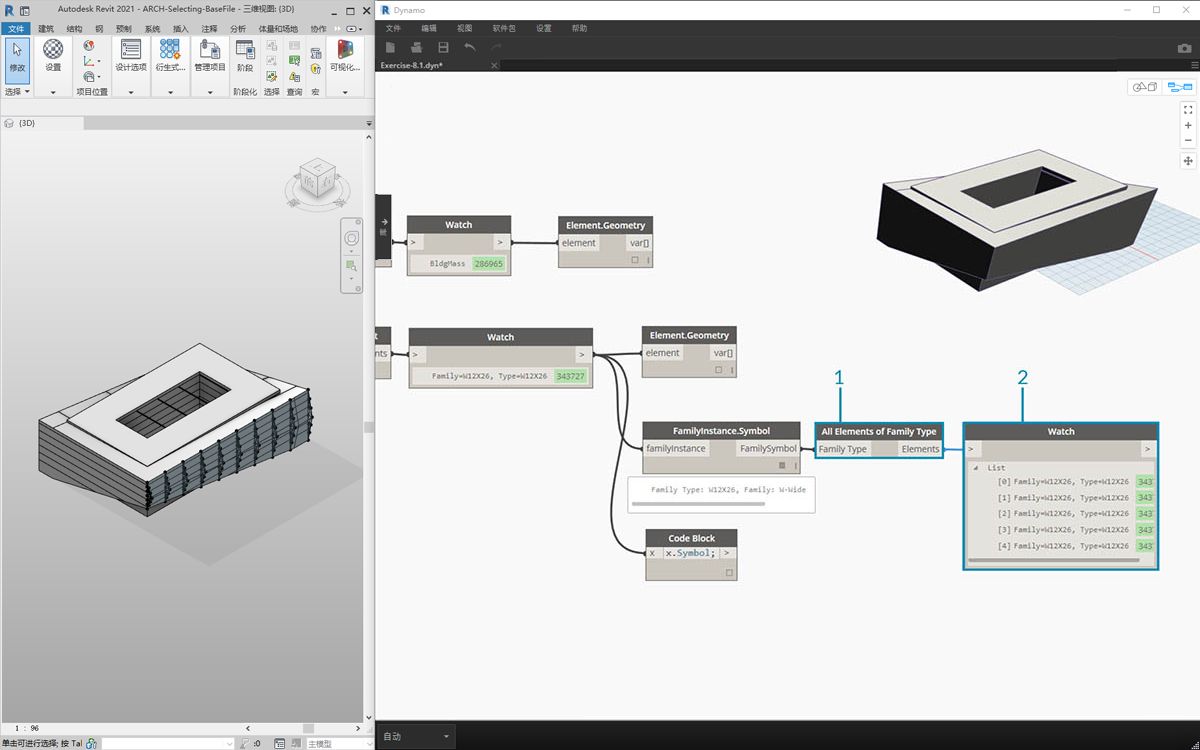 Autodesk Revit 2021 - ARCH-Selecting-BaseFile - 三维视图: {3D}
文件 建筑 结构 钢 预制 系统 插入 注释 分析 体量和场地 协作
修改 设置 设计选项 衍生式... 管理项目 阶段 可视化...
选择 项目位置 阶段化 选择 查询 宏
{3D}
1 : 96
单击可进行选择; 按 Tal
:0
主模型
Dynamo
文件 编辑 视图 软件包 设置 帮助
Exercise-8.1.dyn*
Watch
> >
BldgMass 286965
Element.Geometry
element var[]
t
nts
Watch
> >
Family=W12X26, Type=W12X26 343727
Element.Geometry
element var[]
1
2
FamilyInstance.Symbol
familyInstance FamilySymbol
Family Type: W12X26, Family: W-Wide
All Elements of Family Type
Family Type Elements
Watch
> >
List
[0] Family=W12X26, Type=W12X26 343
[1] Family=W12X26, Type=W12X26 343
[2] Family=W12X26, Type=W12X26 343
[3] Family=W12X26, Type=W12X26 343
[4] Family=W12X26, Type=W12X26 343
Code Block
x x.Symbol; >
自动